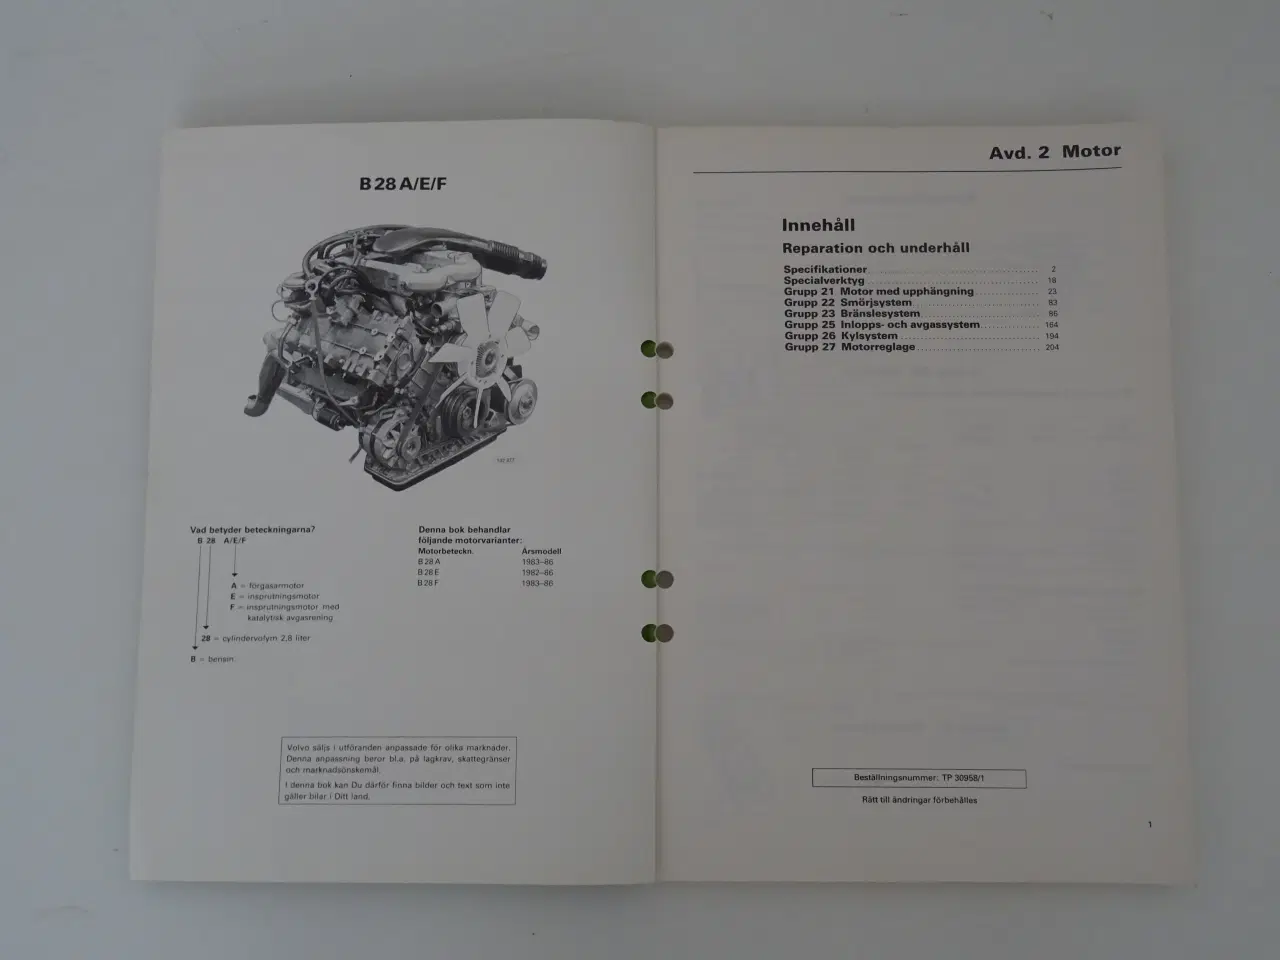 B 28 A/E/F
Vad betyder beteckningarna?
B 28 A/E/F
A = förgasarmotor
E = insprutningsmotor
F = insprutningsmotor med
katalytisk avgasrening
28 = cylindervolym 2,8 liter
B = bensin
Denna bok behandlar
följande motorvarianter:
Motorbeteckn. Årsmodell
B 28 A 1983–86
B 28 E 1982–86
B 28 F 1983–86
Volvo säljs i utföranden anpassade för olika marknader.
Denna anpassning beror bl.a. på lagkrav, skattegränser
och marknadsönskemål.
I denna bok kan Du därför finna bilder och text som inte
gäller bilar i Ditt land.
Avd. 2 Motor
Innehåll
Reparation och underhåll
Specifikationer 2
Specialverktyg 18
Grupp 21 Motor med upphängning 23
Grupp 22 Smörjsystem 83
Grupp 23 Bränslesystem 86
Grupp 25 Inlopps- och avgassystem 164
Grupp 26 Kylsystem 194
Grupp 27 Motorreglage 204
Beställningsnummer: TP 30958/1
Rätt till ändringar förbehålles
1